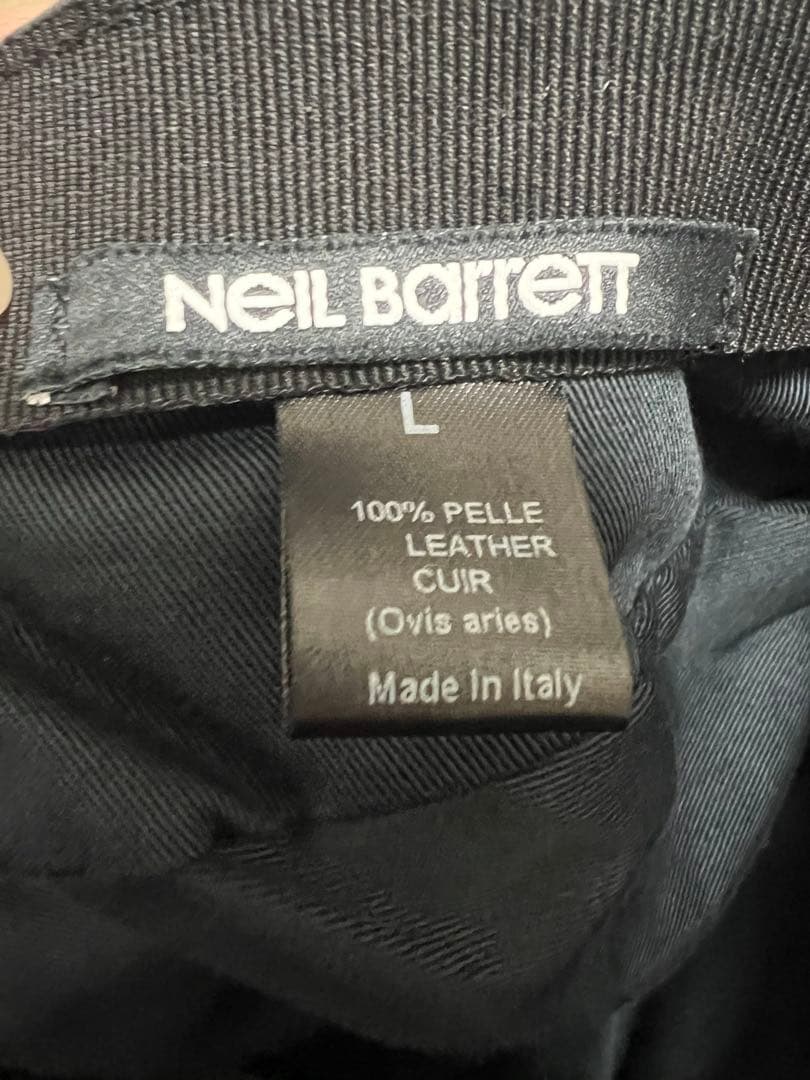 Neil Barrett
L
100% PELLE
LEATHER
CUIR
(Ovis aries)
Made In Italy